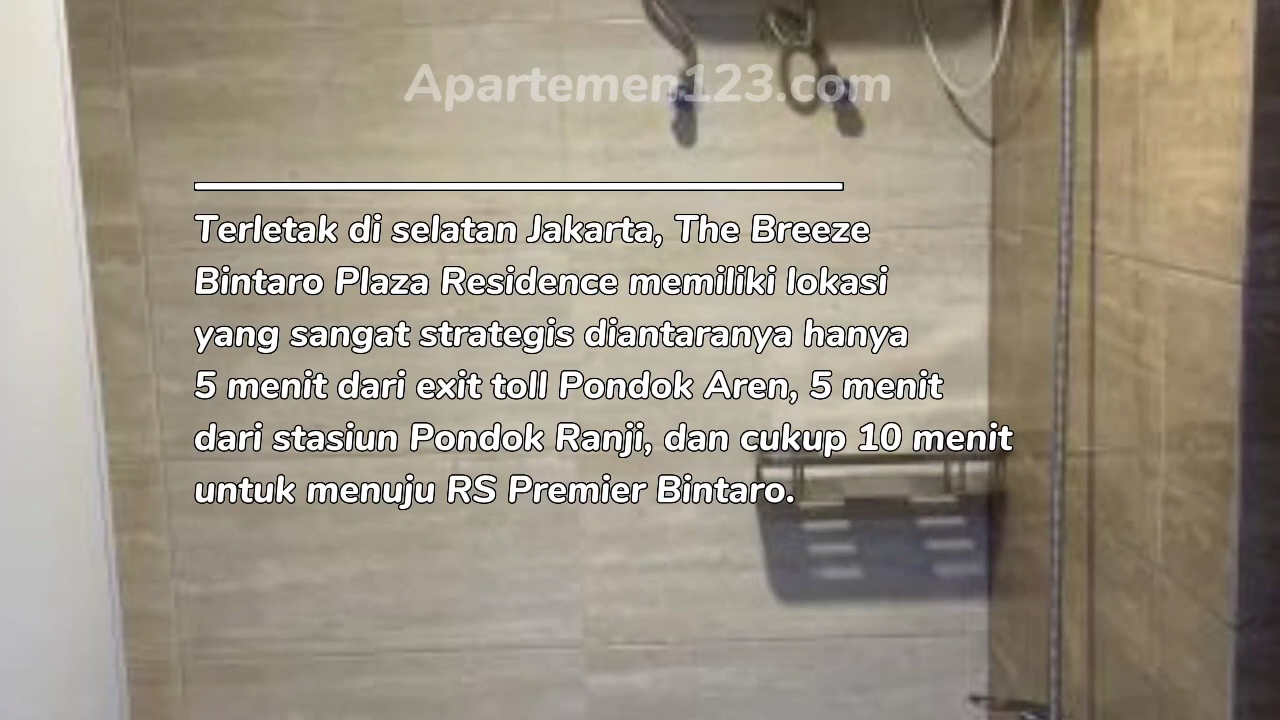 Apartemen123.com
Terletak di selatan Jakarta, The Breeze
Bintaro Plaza Residence memiliki lokasi
yang sangat strategis diantaranya hanya
5 menit dari exit toll Pondok Aren, 5 menit
dari stasiun Pondok Ranji, dan cukup 10 menit
untuk menuju RS Premier Bintaro.